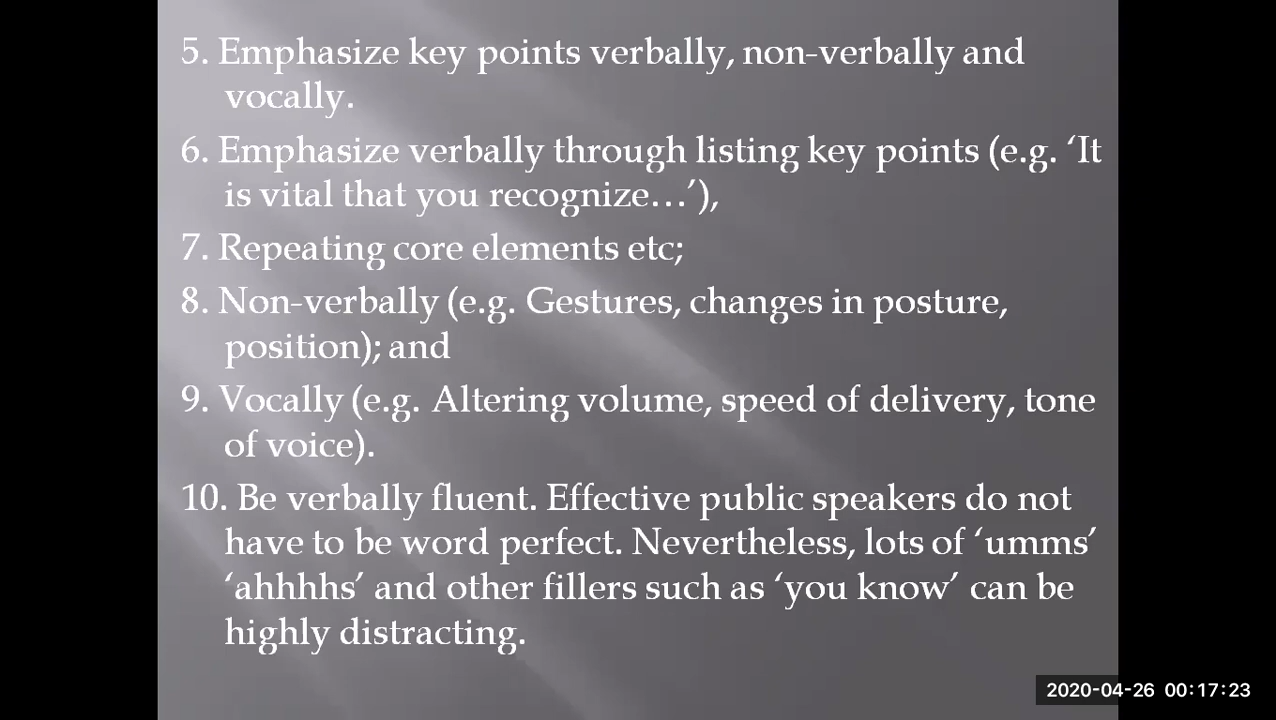 5. Emphasize key points verbally, non-verbally and
vocally.
6. Emphasize verbally through listing key points (e.g. ‘It
is vital that you recognize…’),
7. Repeating core elements etc;
8. Non-verbally (e.g. Gestures, changes in posture,
position); and
9. Vocally (e.g. Altering volume, speed of delivery, tone
of voice).
10. Be verbally fluent. Effective public speakers do not
have to be word perfect. Nevertheless, lots of ‘umms’
‘ahhhhs’ and other fillers such as ‘you know’ can be
highly distracting.
2020-04-26 00:17:23